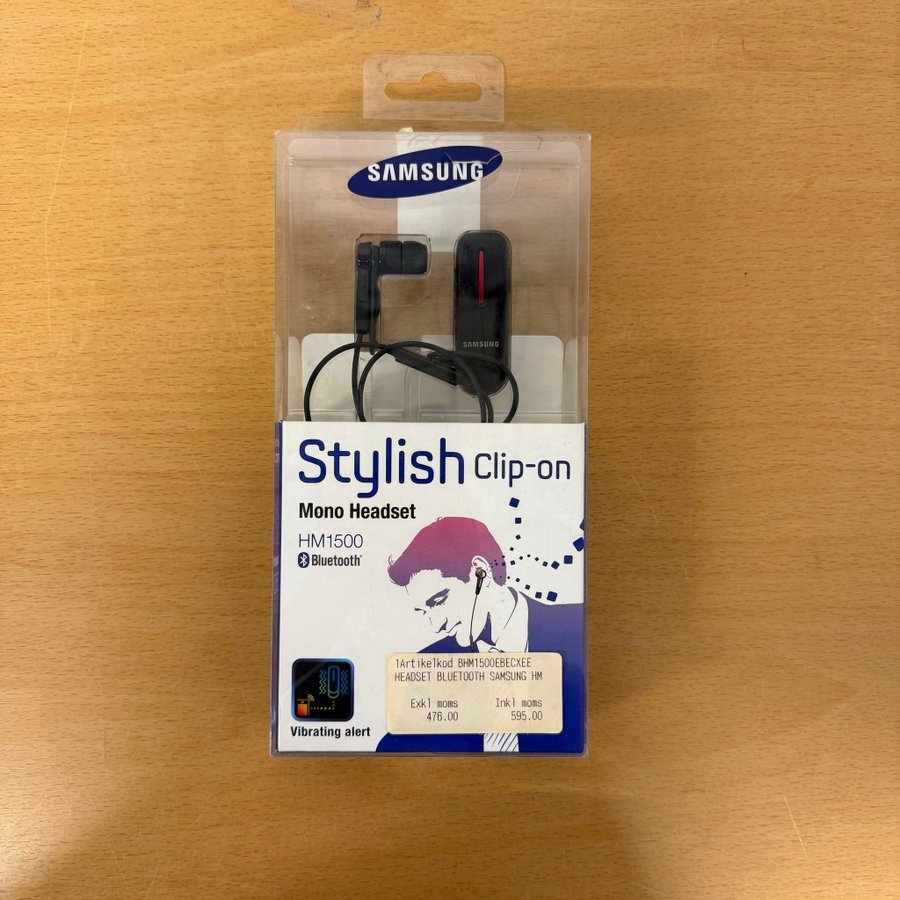 SAMSUNG
SAMSUNG
Stylish Clip-on
Mono Headset
HM1500
Bluetooth®
1Artikelkod BHM1500EBECXEE
HEADSET BLUETOOTH SAMSUNG HM
Exkl moms Inkl moms
476.00 595.00
Vibrating alert